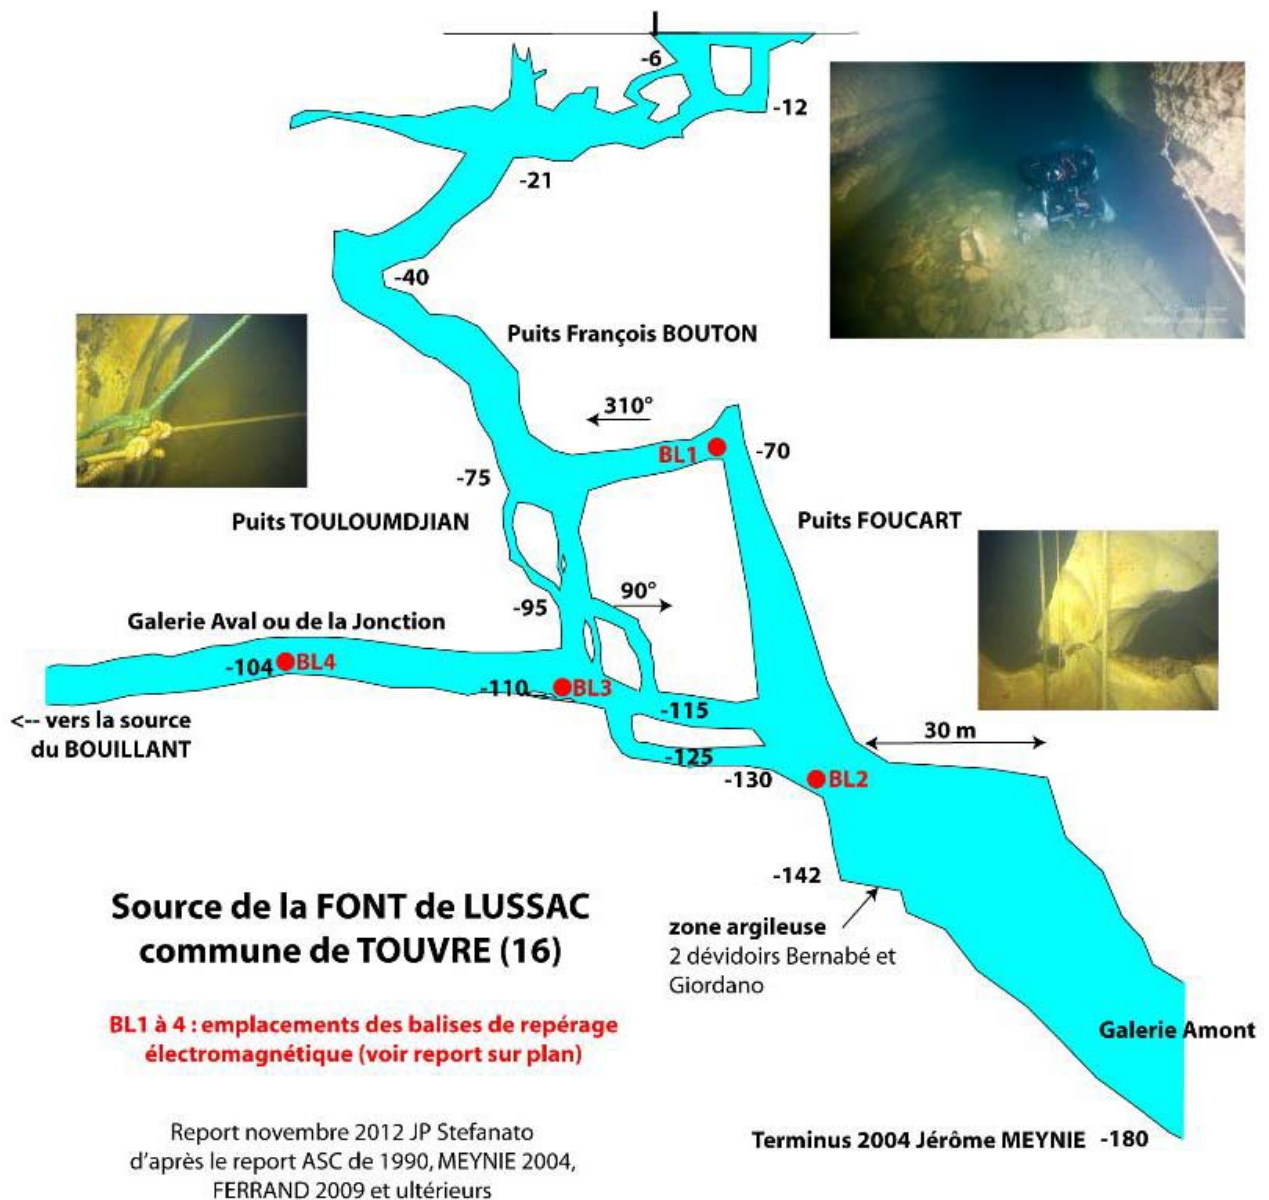 -6
-12
-21
-40
Puits François BOUTON
310°
BL1
-70
-75
Puits TOULOUMDJIAN
Puits FOUCART
90°
-95
Galerie Aval ou de la Jonction
-104
BL4
-110
BL3
-115
<-- vers la source
du BOUILLANT
30 m
-125
-130
BL2
-142
Source de la FONT de LUSSAC
commune de TOUVRE (16)
zone argileuse
2 dévidoirs Bernabé et
Giordano
BL1 à 4 : emplacements des balises de repérage
électromagnétique (voir report sur plan)
Galerie Amont
Report novembre 2012 JP Stefanato
d'après le report ASC de 1990, MEYNIE 2004,
FERRAND 2009 et ultérieurs
Terminus 2004 Jérôme MEYNIE -180